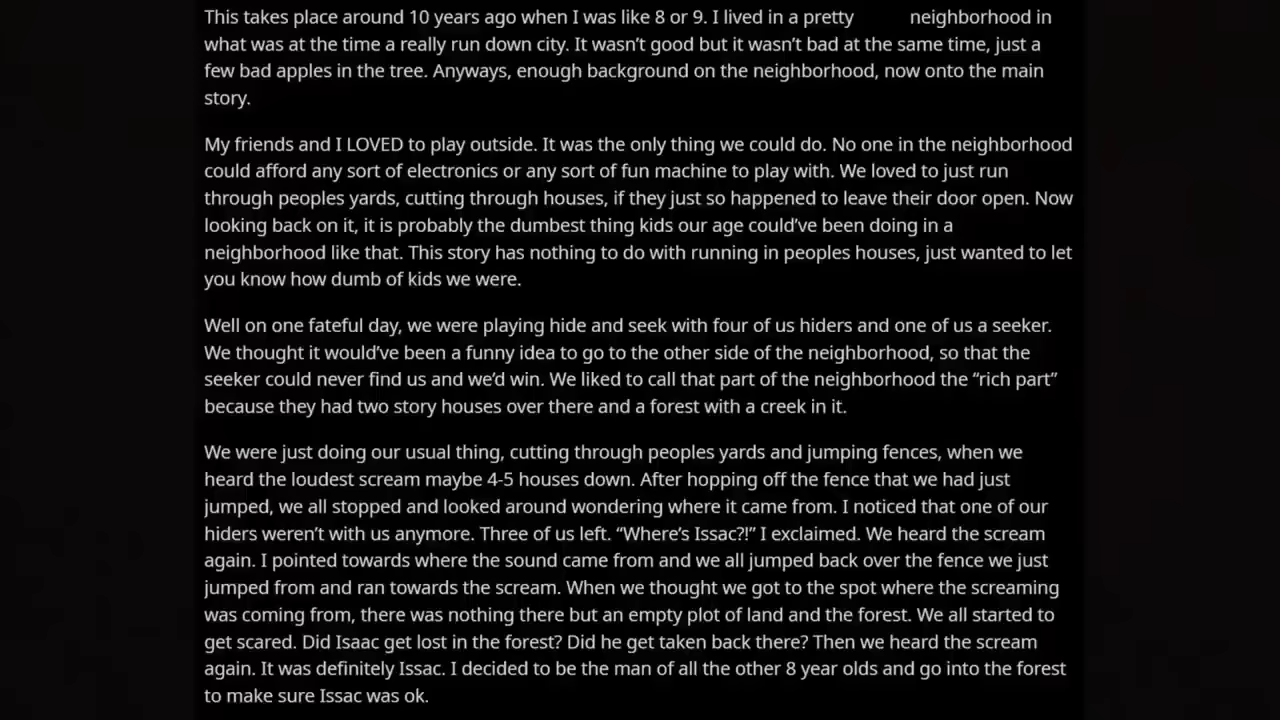 This takes place around 10 years ago when I was like 8 or 9. I lived in a pretty neighborhood in
what was at the time a really run down city. It wasn’t good but it wasn’t bad at the same time, just a
few bad apples in the tree. Anyways, enough background on the neighborhood, now onto the main
story.
My friends and I LOVED to play outside. It was the only thing we could do. No one in the neighborhood
could afford any sort of electronics or any sort of fun machine to play with. We loved to just run
through peoples yards, cutting through houses, if they just so happened to leave their door open. Now
looking back on it, it is probably the dumbest thing kids our age could’ve been doing in a
neighborhood like that. This story has nothing to do with running in peoples houses, just wanted to let
you know how dumb of kids we were.
Well on one fateful day, we were playing hide and seek with four of us hiders and one of us a seeker.
We thought it would’ve been a funny idea to go to the other side of the neighborhood, so that the
seeker could never find us and we’d win. We liked to call that part of the neighborhood the “rich part”
because they had two story houses over there and a forest with a creek in it.
We were just doing our usual thing, cutting through peoples yards and jumping fences, when we
heard the loudest scream maybe 4-5 houses down. After hopping off the fence that we had just
jumped, we all stopped and looked around wondering where it came from. I noticed that one of our
hiders weren’t with us anymore. Three of us left. “Where’s Issac?!” I exclaimed. We heard the scream
again. I pointed towards where the sound came from and we all jumped back over the fence we just
jumped from and ran towards the scream. When we thought we got to the spot where the screaming
was coming from, there was nothing there but an empty plot of land and the forest. We all started to
get scared. Did Isaac get lost in the forest? Did he get taken back there? Then we heard the scream
again. It was definitely Issac. I decided to be the man of all the other 8 year olds and go into the forest
to make sure Issac was ok.